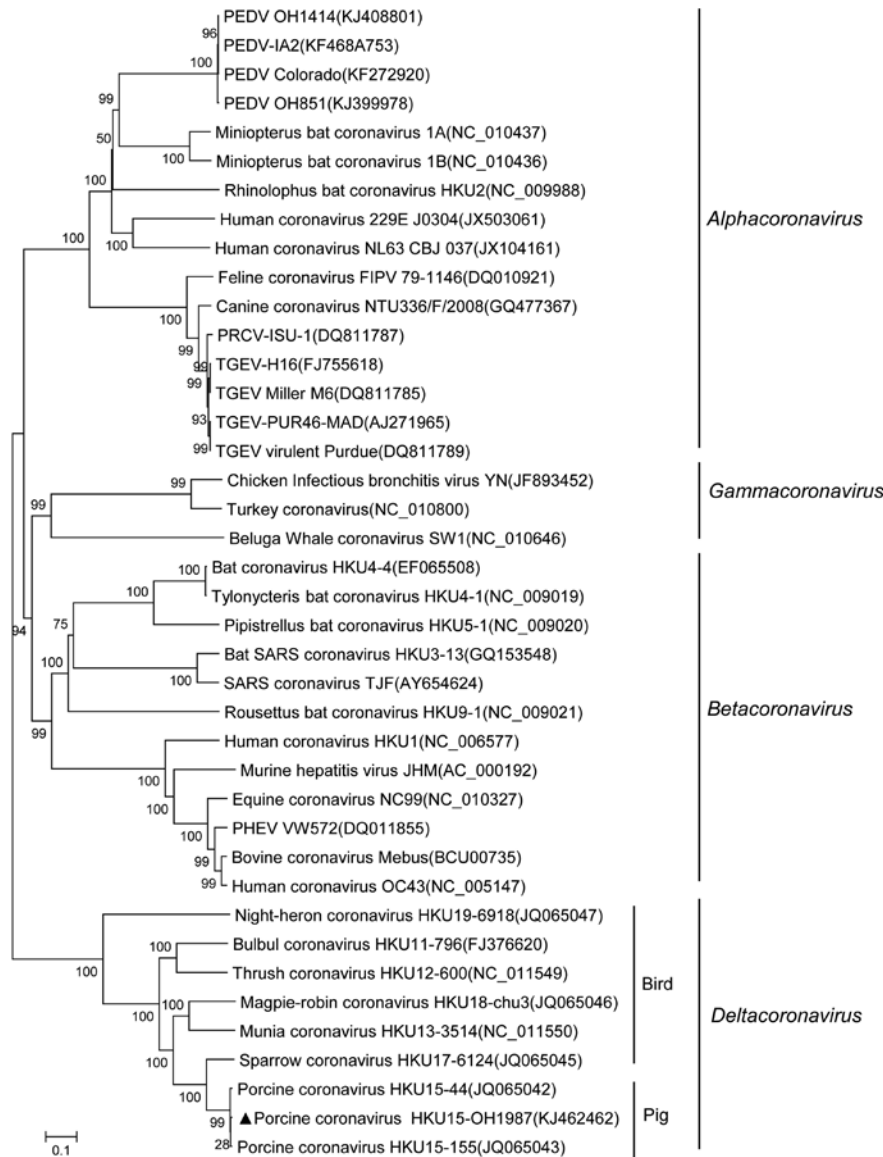 PEDV OH1414(KJ408801)
96
PEDV-IA2(KF468A753)
100
PEDV Colorado(KF272920)
99
PEDV OH851(KJ399978)
50
Miniopterus bat coronavirus 1A(NC_010437)
100
Miniopterus bat coronavirus 1B(NC_010436)
100
Rhinolophus bat coronavirus HKU2(NC_009988)
Human coronavirus 229E J0304(JX503061)
Alphacoronavirus
100
100
Human coronavirus NL63 CBJ 037(JX104161)
Feline coronavirus FIPV 79-1146(DQ010921)
Canine coronavirus NTU336/F/2008(GQ477367)
100
PRCV-ISU-1(DQ811787)
99
99
TGEV-H16(FJ755618)
99
TGEV Miller M6(DQ811785)
93
TGEV-PUR46-MAD(AJ271965)
99
TGEV virulent Purdue(DQ811789)
99
Chicken Infectious bronchitis virus YN(JF893452)
Gammacoronavirus
99
Turkey coronavirus(NC_010800)
Beluga Whale coronavirus SW1(NC_010646)
100
Bat coronavirus HKU4-4(EF065508)
100
Tylonycteris bat coronavirus HKU4-1(NC_009019)
94
75
Pipistrellus bat coronavirus HKU5-1(NC_009020)
Bat SARS coronavirus HKU3-13(GQ153548)
100
100
SARS coronavirus TJF(AY654624)
Rousettus bat coronavirus HKU9-1(NC_009021)
Betacoronavirus
99
Human coronavirus HKU1(NC_006577)
100
Murine hepatitis virus JHM(AC_000192)
100
Equine coronavirus NC99(NC_010327)
100
PHEV VW572(DQ011855)
99
Bovine coronavirus Mebus(BCU00735)
99
Human coronavirus OC43(NC_005147)
Night-heron coronavirus HKU19-6918(JQ065047)
100
Bulbul coronavirus HKU11-796(FJ376620)
100
Thrush coronavirus HKU12-600(NC_011549)
Bird
100
Magpie-robin coronavirus HKU18-chu3(JQ065046)
Deltacoronavirus
Munia coronavirus HKU13-3514(NC_011550)
100
Sparrow coronavirus HKU17-6124(JQ065045)
100
Porcine coronavirus HKU15-44(JQ065042)
99
▲Porcine coronavirus HKU15-OH1987(KJ462462)
Pig
28
Porcine coronavirus HKU15-155(JQ065043)
0.1